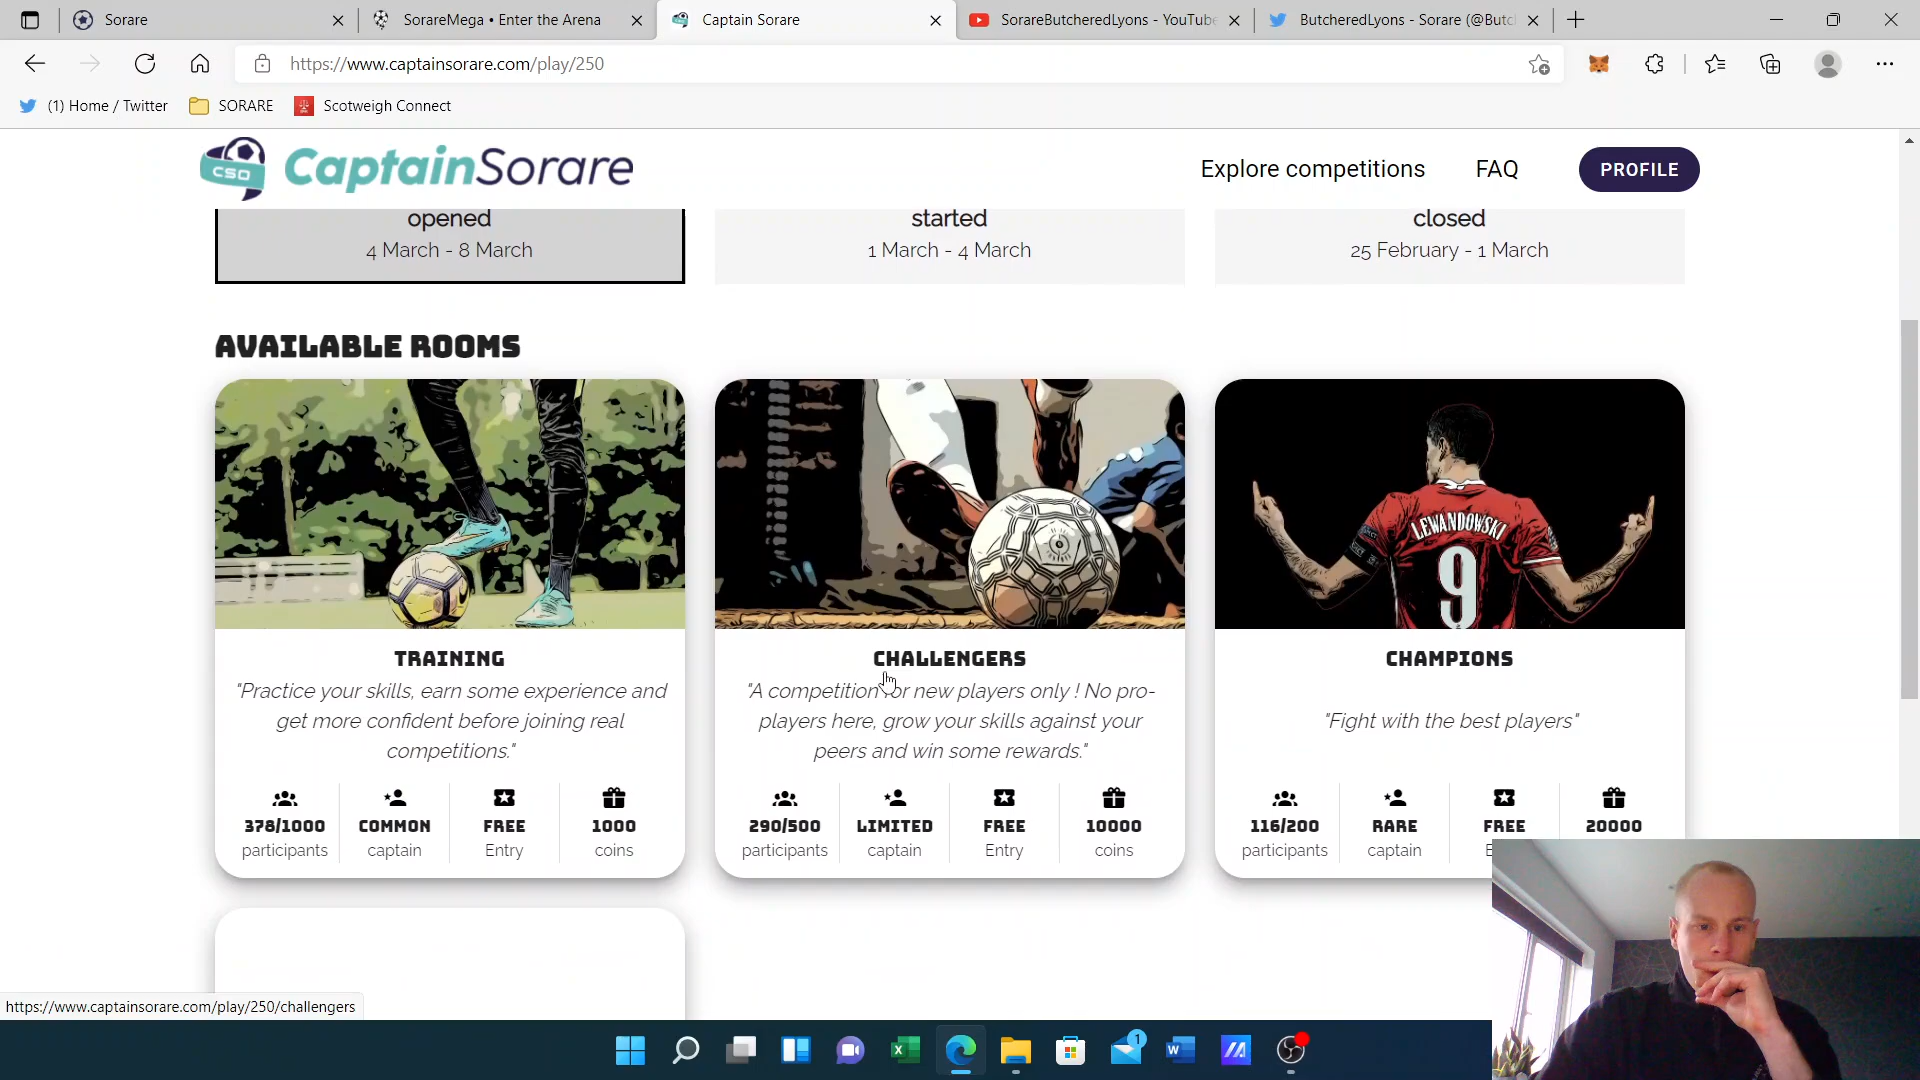 Sorare
SorareMega • Enter the Arena
Captain Sorare
SorareButcheredLyons - YouTube
ButcheredLyons - Sorare (@Butc
https://www.captainsorare.com/play/250
(1) Home / Twitter
SORARE
Scotweigh Connect
CSO
CaptainSorare
Explore competitions
FAQ
PROFILE
opened
4 March - 8 March
started
1 March - 4 March
closed
25 February - 1 March
AVAILABLE ROOMS
LEWANDOWSKI
9
TRAINING
"Practice your skills, earn some experience and
get more confident before joining real
competitions."
378/1000
participants
COMMON
captain
FREE
Entry
1000
coins
CHALLENGERS
"A competition for new players only ! No pro-
players here, grow your skills against your
peers and win some rewards."
290/500
participants
LIMITED
captain
FREE
Entry
10000
coins
CHAMPIONS
"Fight with the best players"
116/200
participants
RARE
captain
FREE
20000
https://www.captainsorare.com/play/250/challengers
1